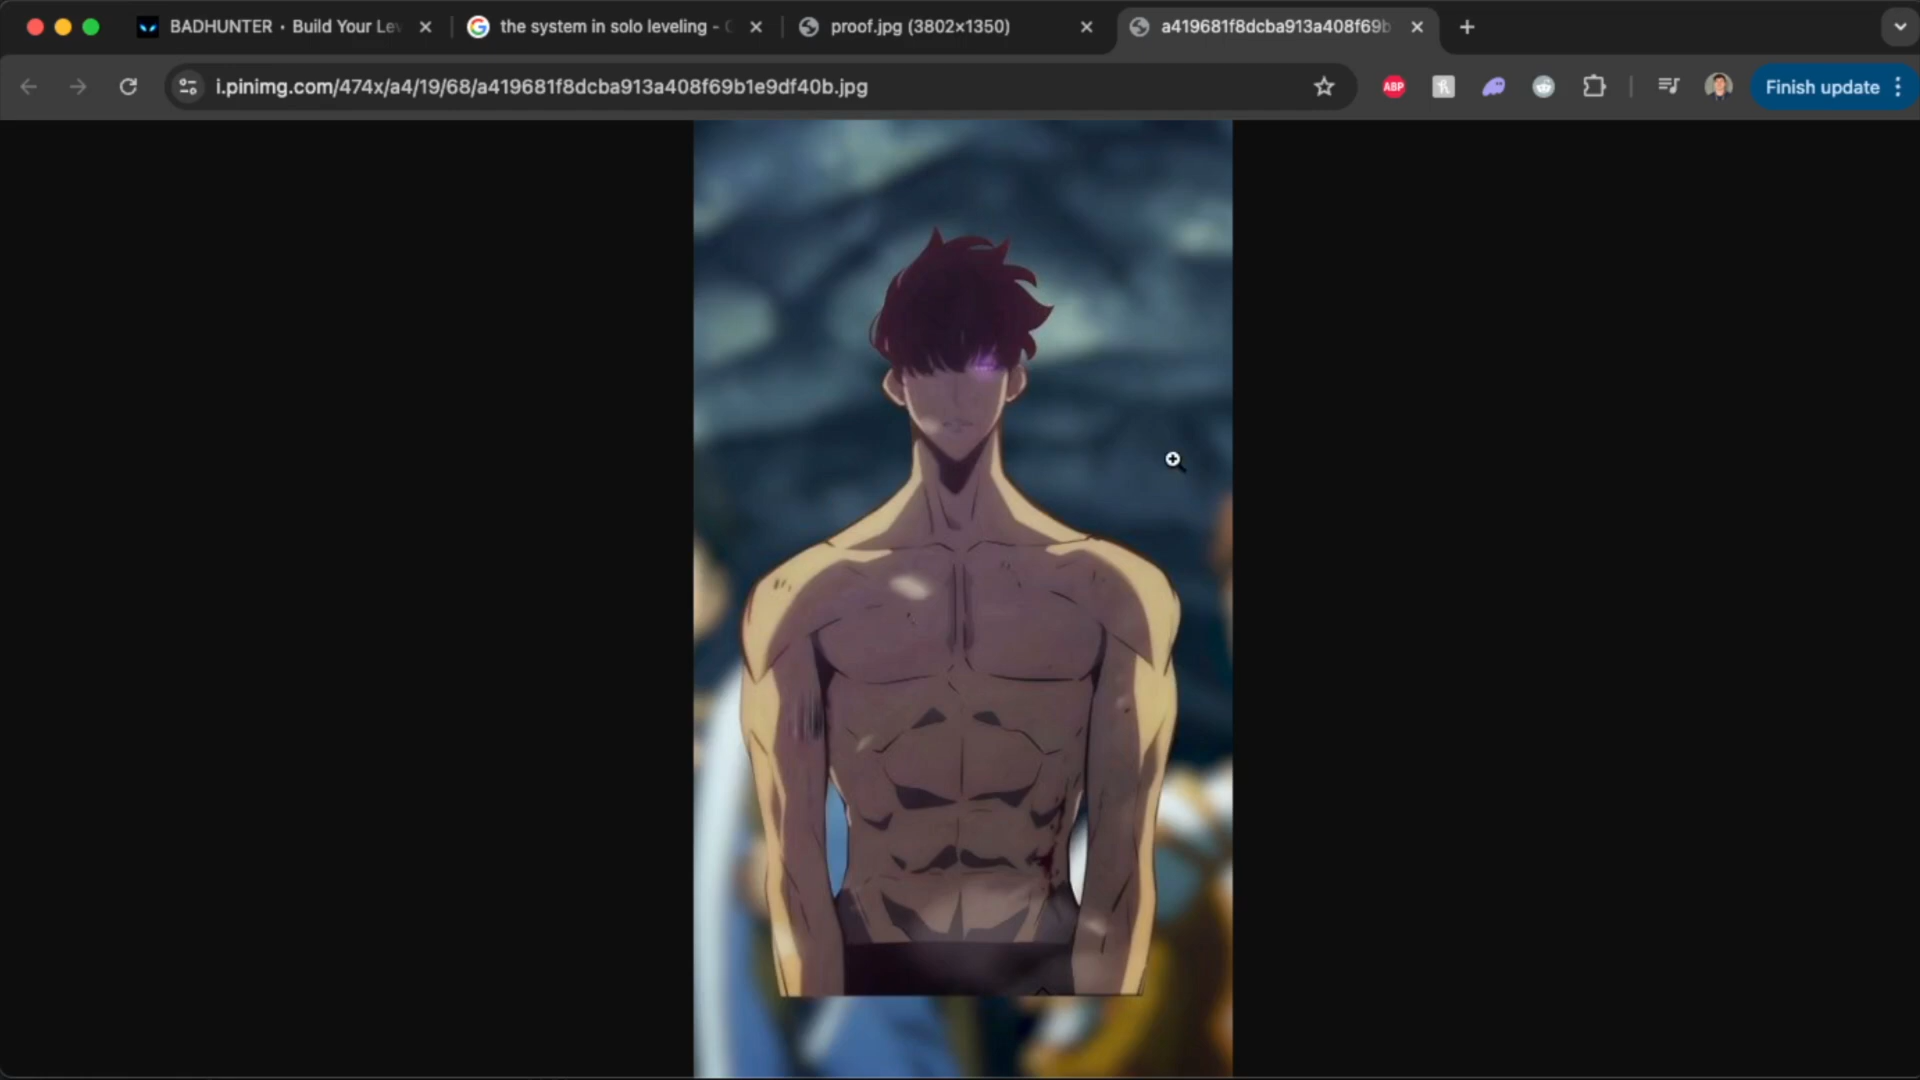 BADHUNTER · Build Your Lev
the system in solo leveling -
proof.jpg (3802×1350)
a419681f8dcba913a408f69b
i.pinimg.com/474x/a4/19/68/a419681f8dcba913a408f69b1e9df40b.jpg
ABP
Finish update